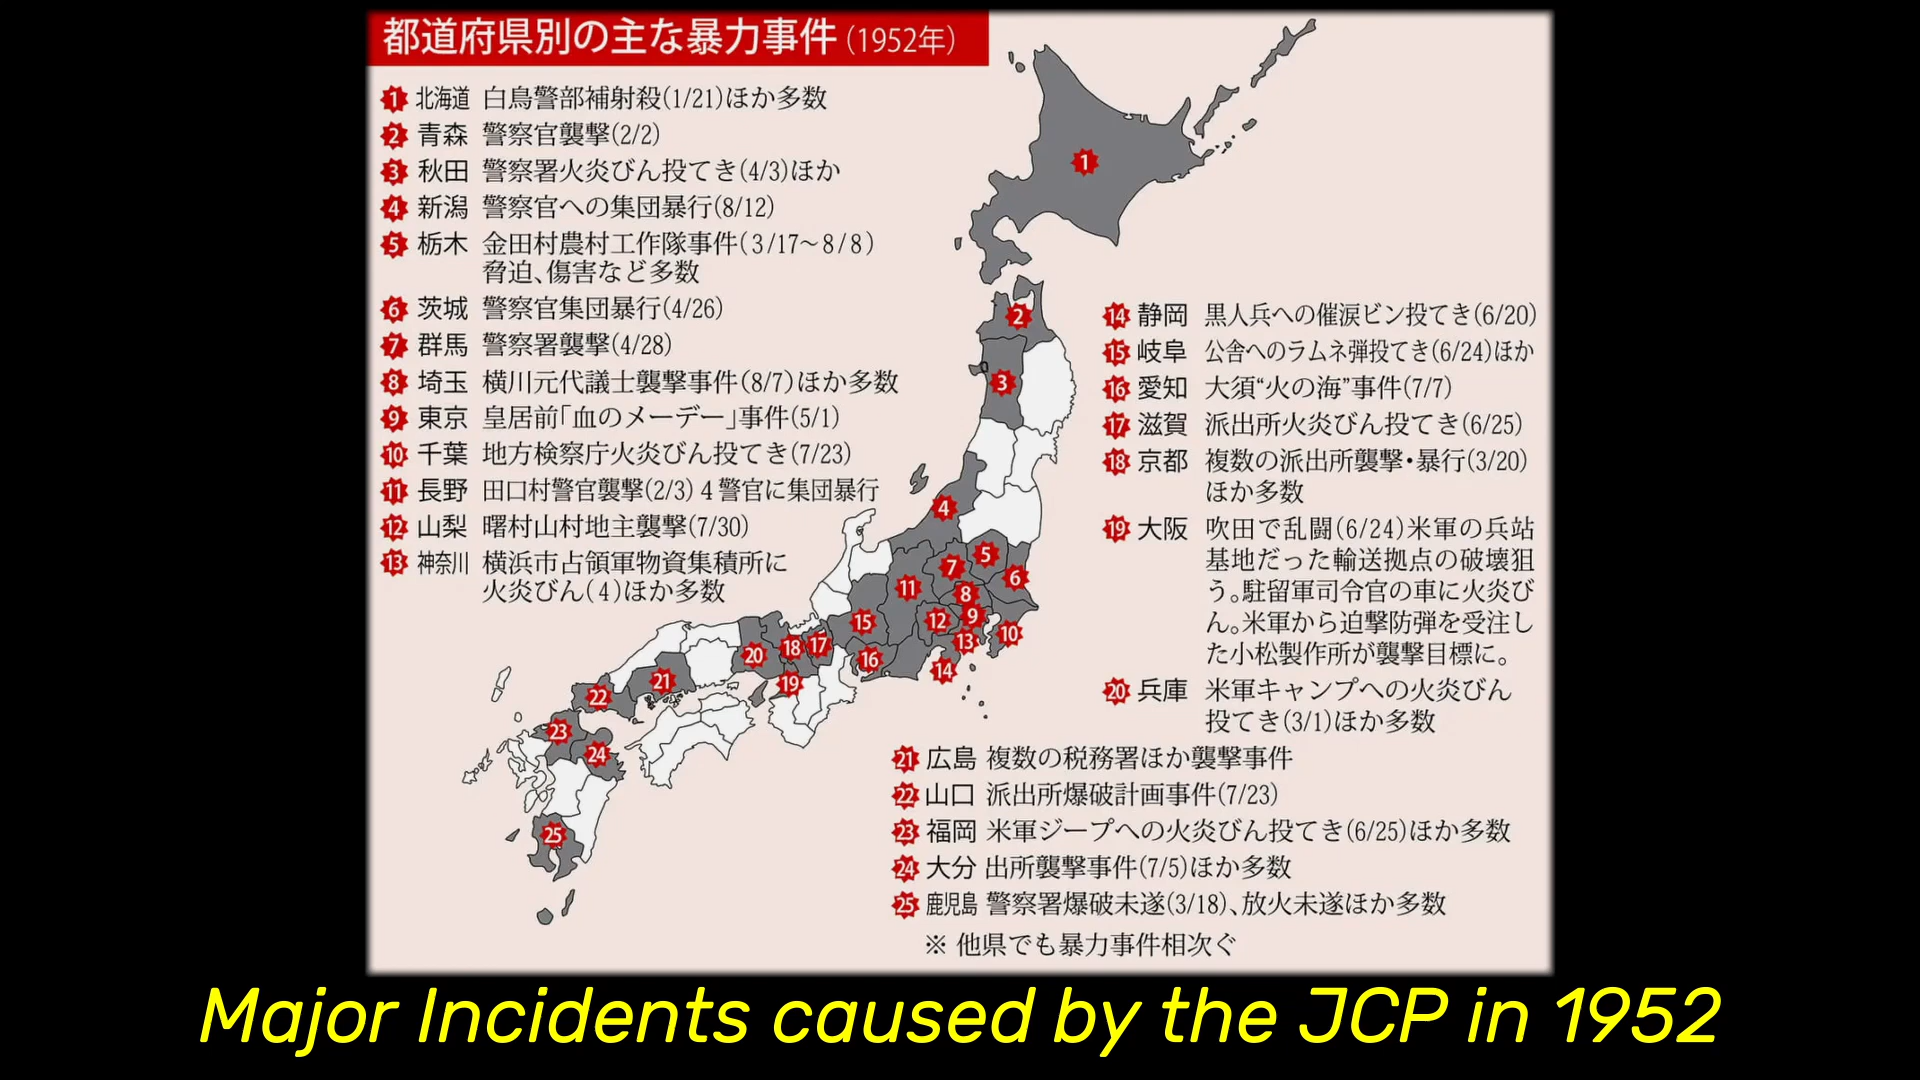 都道府県別の主な暴力事件(1952年)
1 北海道 白鳥警部補射殺(1/21)ほか多数
2 青森 警察官襲撃(2/2)
3 秋田 警察署火炎びん投てき(4/3)ほか
4 新潟 警察官への集団暴行(8/12)
5 栃木 金田村農村工作隊事件(3/17〜8/8)
脅迫、傷害など多数
6 茨城 警察官集団暴行(4/26)
7 群馬 警察署襲撃(4/28)
8 埼玉 横川元代議士襲撃事件(8/7)ほか多数
9 東京 皇居前「血のメーデー」事件(5/1)
10 千葉 地方検察庁火炎びん投てき(7/23)
11 長野 田口村警官襲撃(2/3)4警官に集団暴行
12 山梨 曙村山村地主襲撃(7/30)
13 神奈川 横浜市占領軍物資集積所に
火炎びん(4)ほか多数
14 静岡 黒人兵への催涙ビン投てき(6/20)
15 岐阜 公舎へのラムネ弾投てき(6/24)ほか
16 愛知 大須“火の海”事件(7/7)
17 滋賀 派出所火炎びん投てき(6/25)
18 京都 複数の派出所襲撃・暴行(3/20)
ほか多数
19 大阪 吹田で乱闘(6/24)米軍の兵站
基地だった輸送拠点の破壊狙
う。駐留軍司令官の車に火炎び
ん。米軍から迫撃防弾を受注し
た小松製作所が襲撃目標に。
20 兵庫 米軍キャンプへの火炎びん
投てき(3/1)ほか多数
21 広島 複数の税務署ほか襲撃事件
22 山口 派出所爆破計画事件(7/23)
23 福岡 米軍ジープへの火炎びん投てき(6/25)ほか多数
24 大分 出所襲撃事件(7/5)ほか多数
25 鹿児島 警察署爆破未遂(3/18)、放火未遂ほか多数
※ 他県でも暴力事件相次ぐ
1
2
3
4
5
7
6
11
8
9
12
15
10
13
18
17
20
16
14
21
19
22
23
24
25
Major Incidents caused by the JCP in 1952